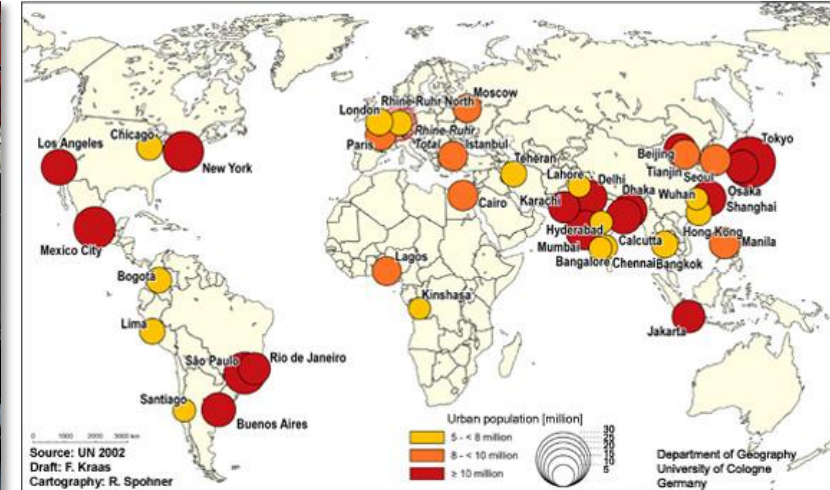 Moscow
Rhine-Ruhr North
London
Rhine-Ruhr
Total
Istanbul
Paris
Chicago
Los Angeles
New York
Teheran
Beijing
Tokyo
Tianjin
Seoul
Osaka
Lahore
Delhi
Dhaka
Wuhan
Shanghai
Karachi
Cairo
Mexico City
Hyderabad
Hong Kong
Calcutta
Manila
Mumbai
Bangalore
Chennai
Bangkok
Bogota
Lagos
Kinshasa
Lima
Jakarta
São Paulo
Rio de Janeiro
Santiago
Buenos Aires
0 1000 2000 3000 km
Source: UN 2002
Draft: F. Kraas
Cartography: R. Spohner
Urban population [million]
5 - < 8 million
8 - < 10 million
≥ 10 million
30
25
20
15
10
5
Department of Geography
University of Cologne
Germany